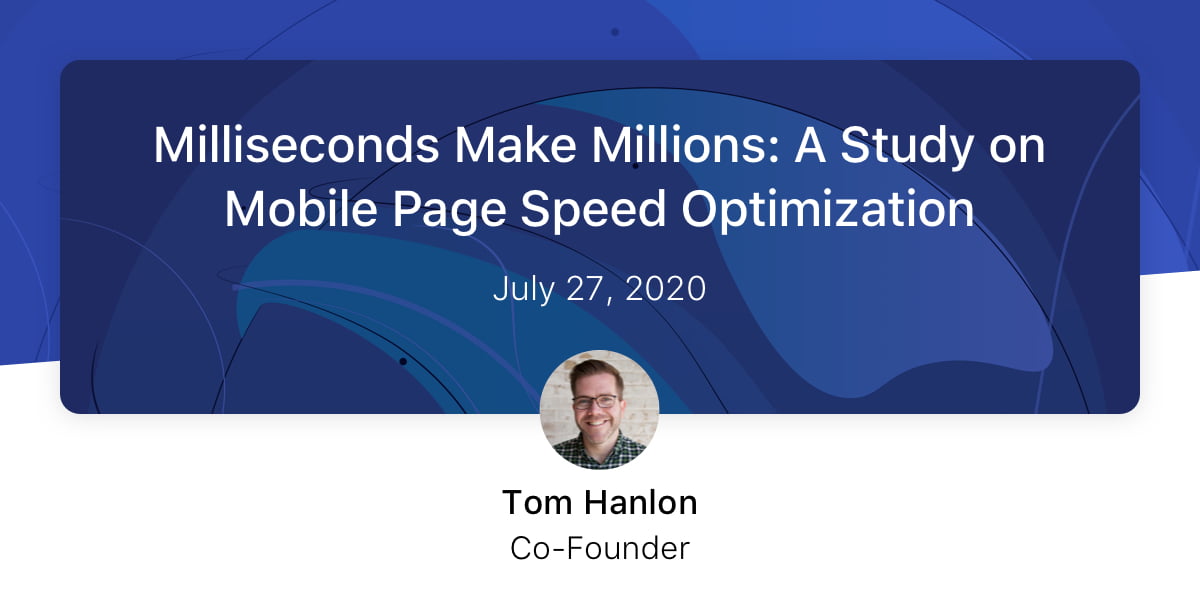 Milliseconds Make Millions: A Study on
Mobile Page Speed Optimization
July 27, 2020
Tom Hanlon
Co-Founder